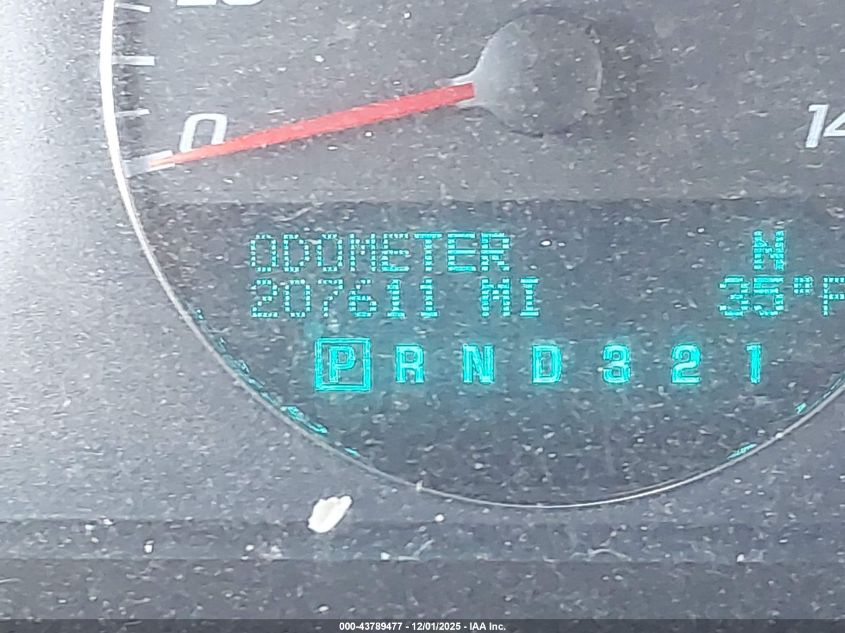 0
14
ODOMETER N
207611 MI 35°F
P R N D 3 2 1
000-43789477 - 12/01/2025 - IAA Inc.